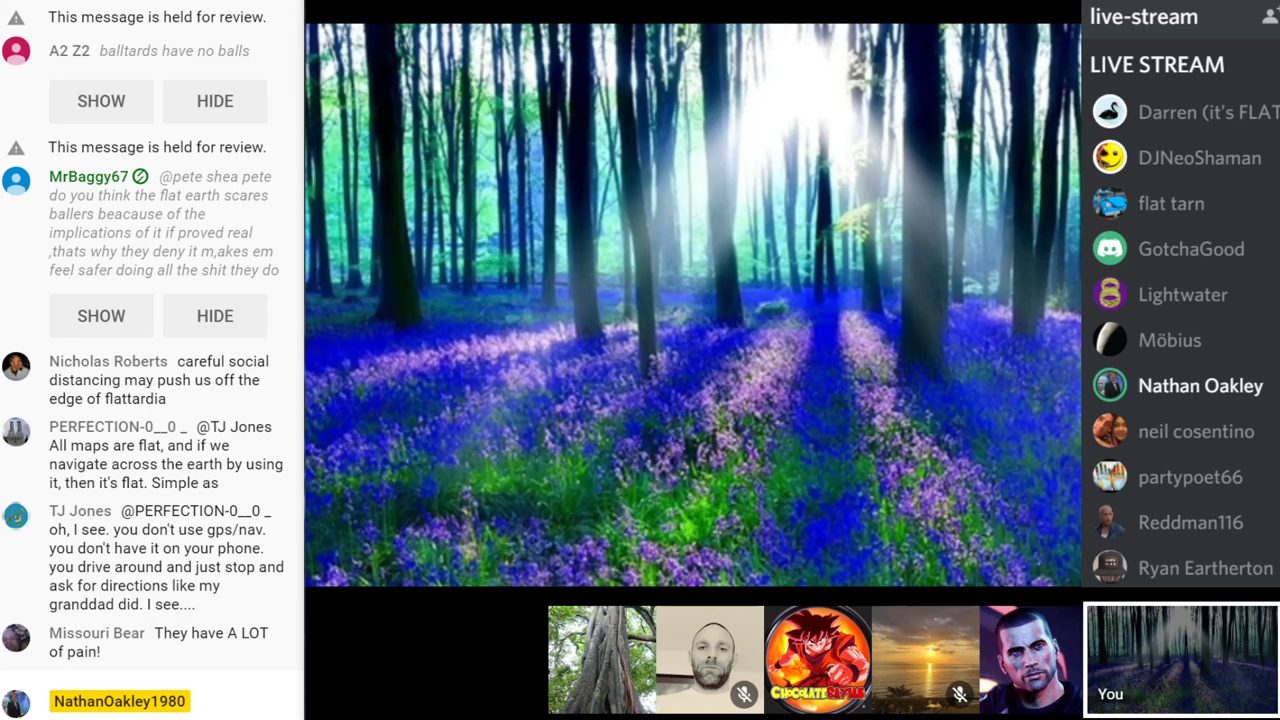 This message is held for review.
A2 Z2 balltards have no balls
SHOW HIDE
This message is held for review.
MrBaggy67 @pete shea pete
do you think the flat earth scares
ballers beacause of the
implications of it if proved real
,thats why they deny it m,akes em
feel safer doing all the shit they do
SHOW HIDE
Nicholas Roberts careful social
distancing may push us off the
edge of flattardia
PERFECTION-0__0 _ @TJ Jones
All maps are flat, and if we
navigate across the earth by using
it, then it's flat. Simple as
TJ Jones @PERFECTION-0__0 _
oh, I see. you don't use gps/nav.
you don't have it on your phone.
you drive around and just stop and
ask for directions like my
granddad did. I see....
Missouri Bear They have A LOT
of pain!
NathanOakley1980
CHOCOLATE SAIYAN
You
live-stream
LIVE STREAM
Darren (it's FLAT
DJNeoShaman
flat tarn
GotchaGood
Lightwater
Möbius
Nathan Oakley
neil cosentino
partypoet66
Reddman116
Ryan Eartherton